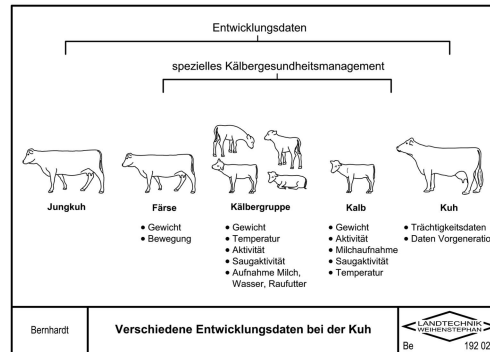 Entwicklungsdaten
spezielles Kälbergesundheitsmanagement
Jungkuh
Färse
• Gewicht
• Bewegung
Kälbergruppe
• Gewicht
• Temperatur
• Aktivität
• Saugaktivität
• Aufnahme Milch,
Wasser, Raufutter
Kalb
• Gewicht
• Aktivität
• Milchaufnahme
• Saugaktivität
• Temperatur
Kuh
• Trächtigkeitsdaten
• Daten Vorgeneratio
Bernhardt
Verschiedene Entwicklungsdaten bei der Kuh
LANDTECHNIK
WEIHENSTEPHAN
Be 192 02